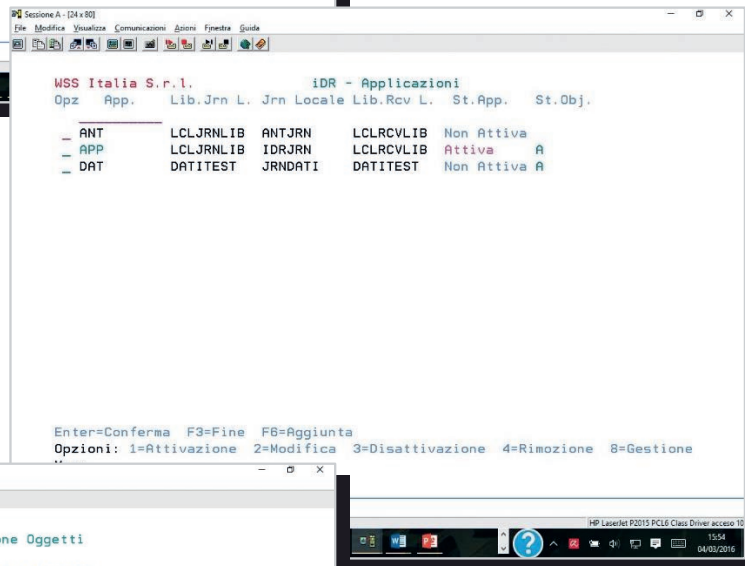 Sessione A - [24 x 80]
File Modifica Visualizza Comunicazioni Azioni Finestra Guida
WSS Italia S.r.l. iDR - Applicazioni
Opz App. Lib.Jrn L. Jrn Locale Lib.Rcv L. St.App. St.Obj.
_ ANT LCLJRNLIB ANTJRN LCLRCVLIB Non Attiva
_ APP LCLJRNLIB IDRJRN LCLRCVLIB Attiva A
_ DAT DATITEST JRNDATI DATITEST Non Attiva A
Enter=Conferma F3=Fine F6=Aggiunta
Opzioni: 1=Attivazione 2=Modifica 3=Disattivazione 4=Rimozione 8=Gestione
HP LaserJet P2015 PCL6 Class Driver acceso 10
one Oggetti
15:54
04/03/2016